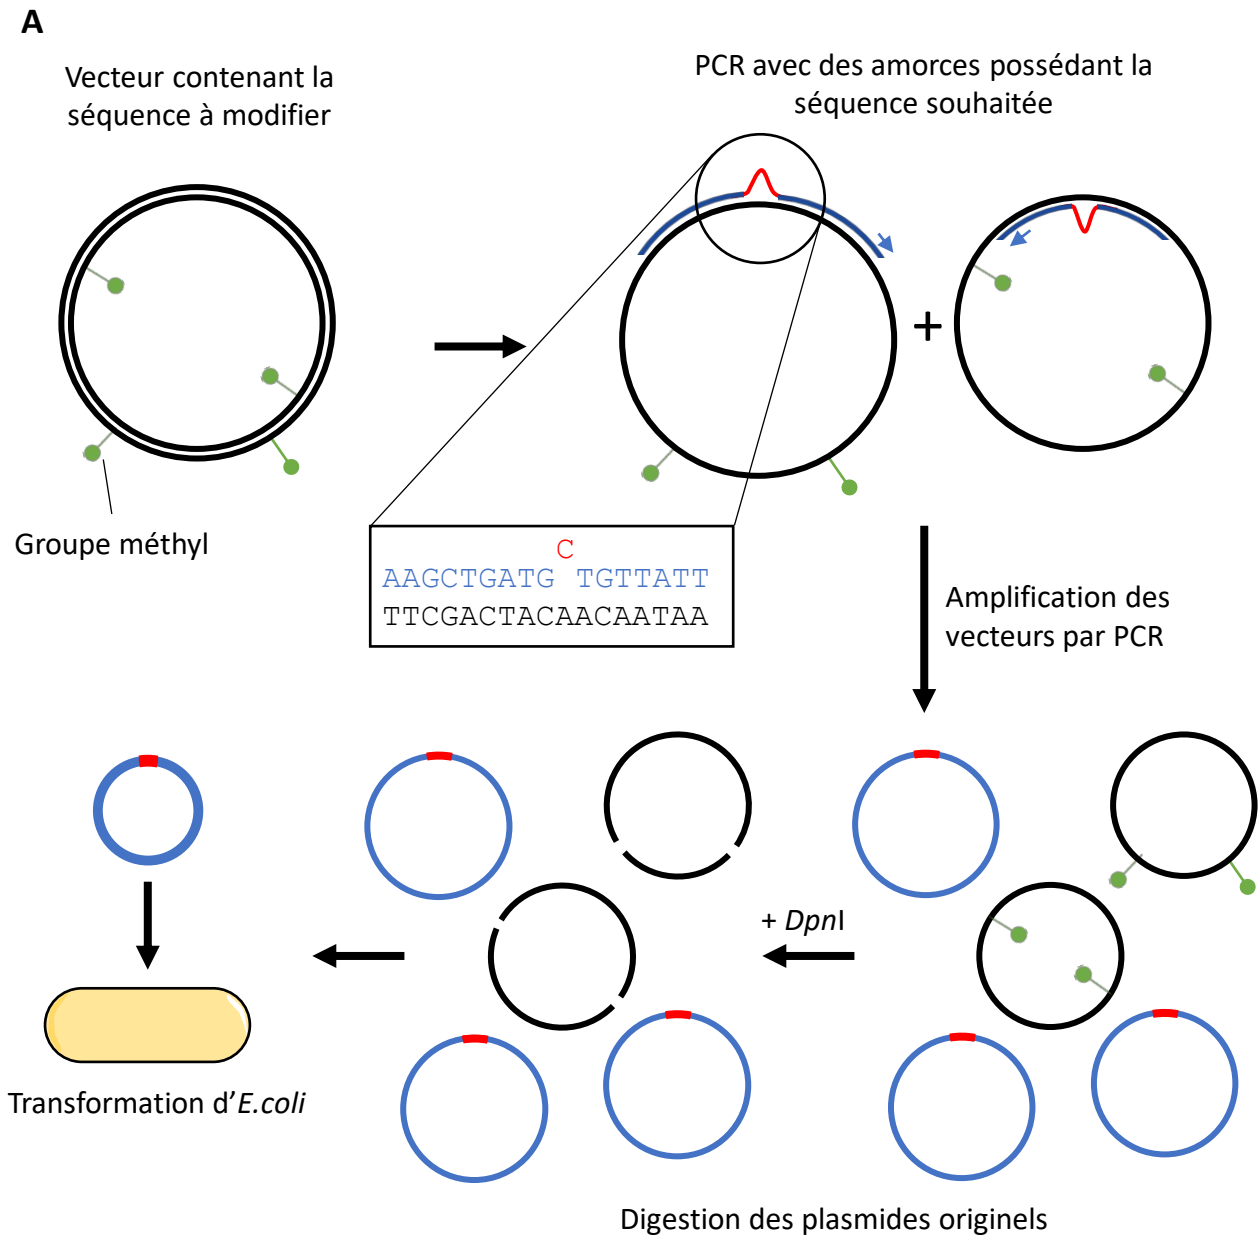 A
Vecteur contenant la
séquence à modifier
PCR avec des amorces possédant la
séquence souhaitée
+
Groupe méthyl
C
AAGCTGATG TGTTATT
TTCGACTACAACAATAA
Amplification des
vecteurs par PCR
+ DpnI
Transformation d'E.coli
Digestion des plasmides originels